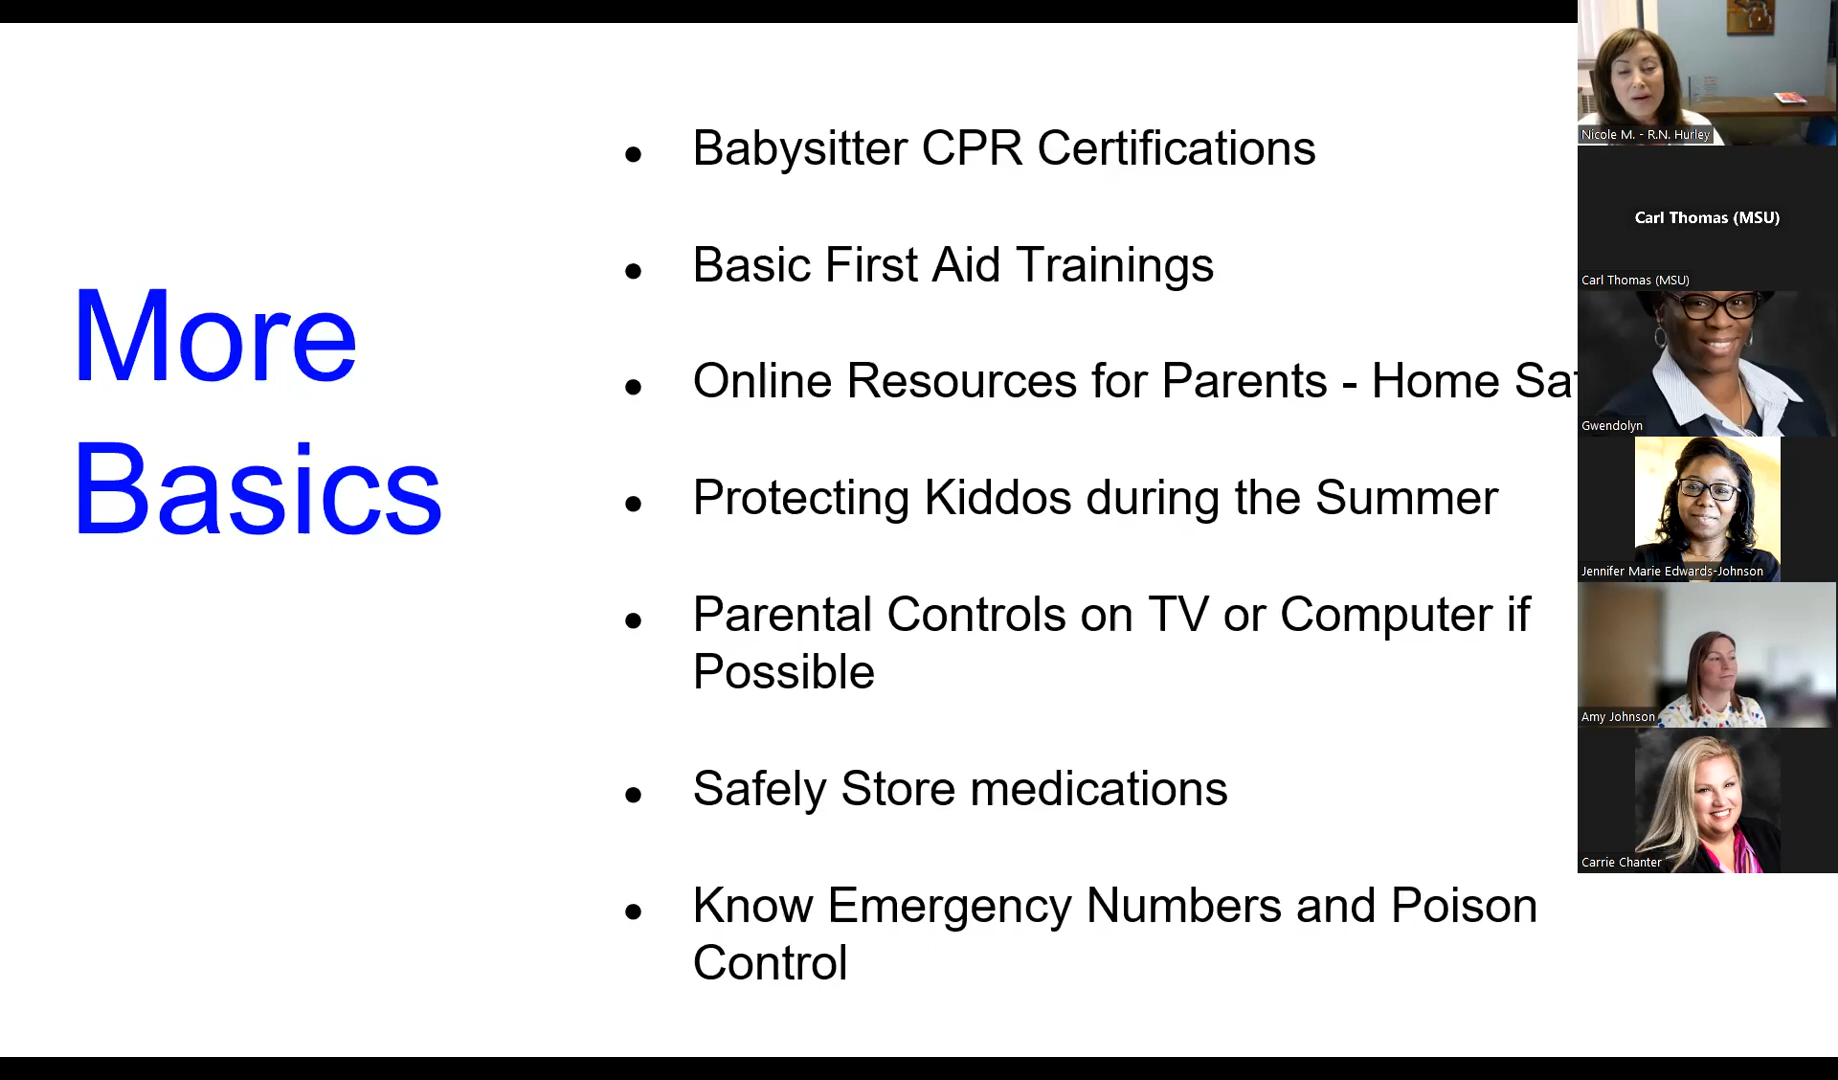 More
Basics
● Babysitter CPR Certifications
● Basic First Aid Trainings
● Online Resources for Parents - Home
● Protecting Kiddos during the Summer
● Parental Controls on TV or Computer if
Possible
● Safely Store medications
● Know Emergency Numbers and Poison
Control
Nicole M. - R.N. Hurley
Carl Thomas (MSU)
Carl Thomas (MSU)
Gwendolyn
Jennifer Marie Edwards-Johnson
Amy Johnson
Carrie Chanter